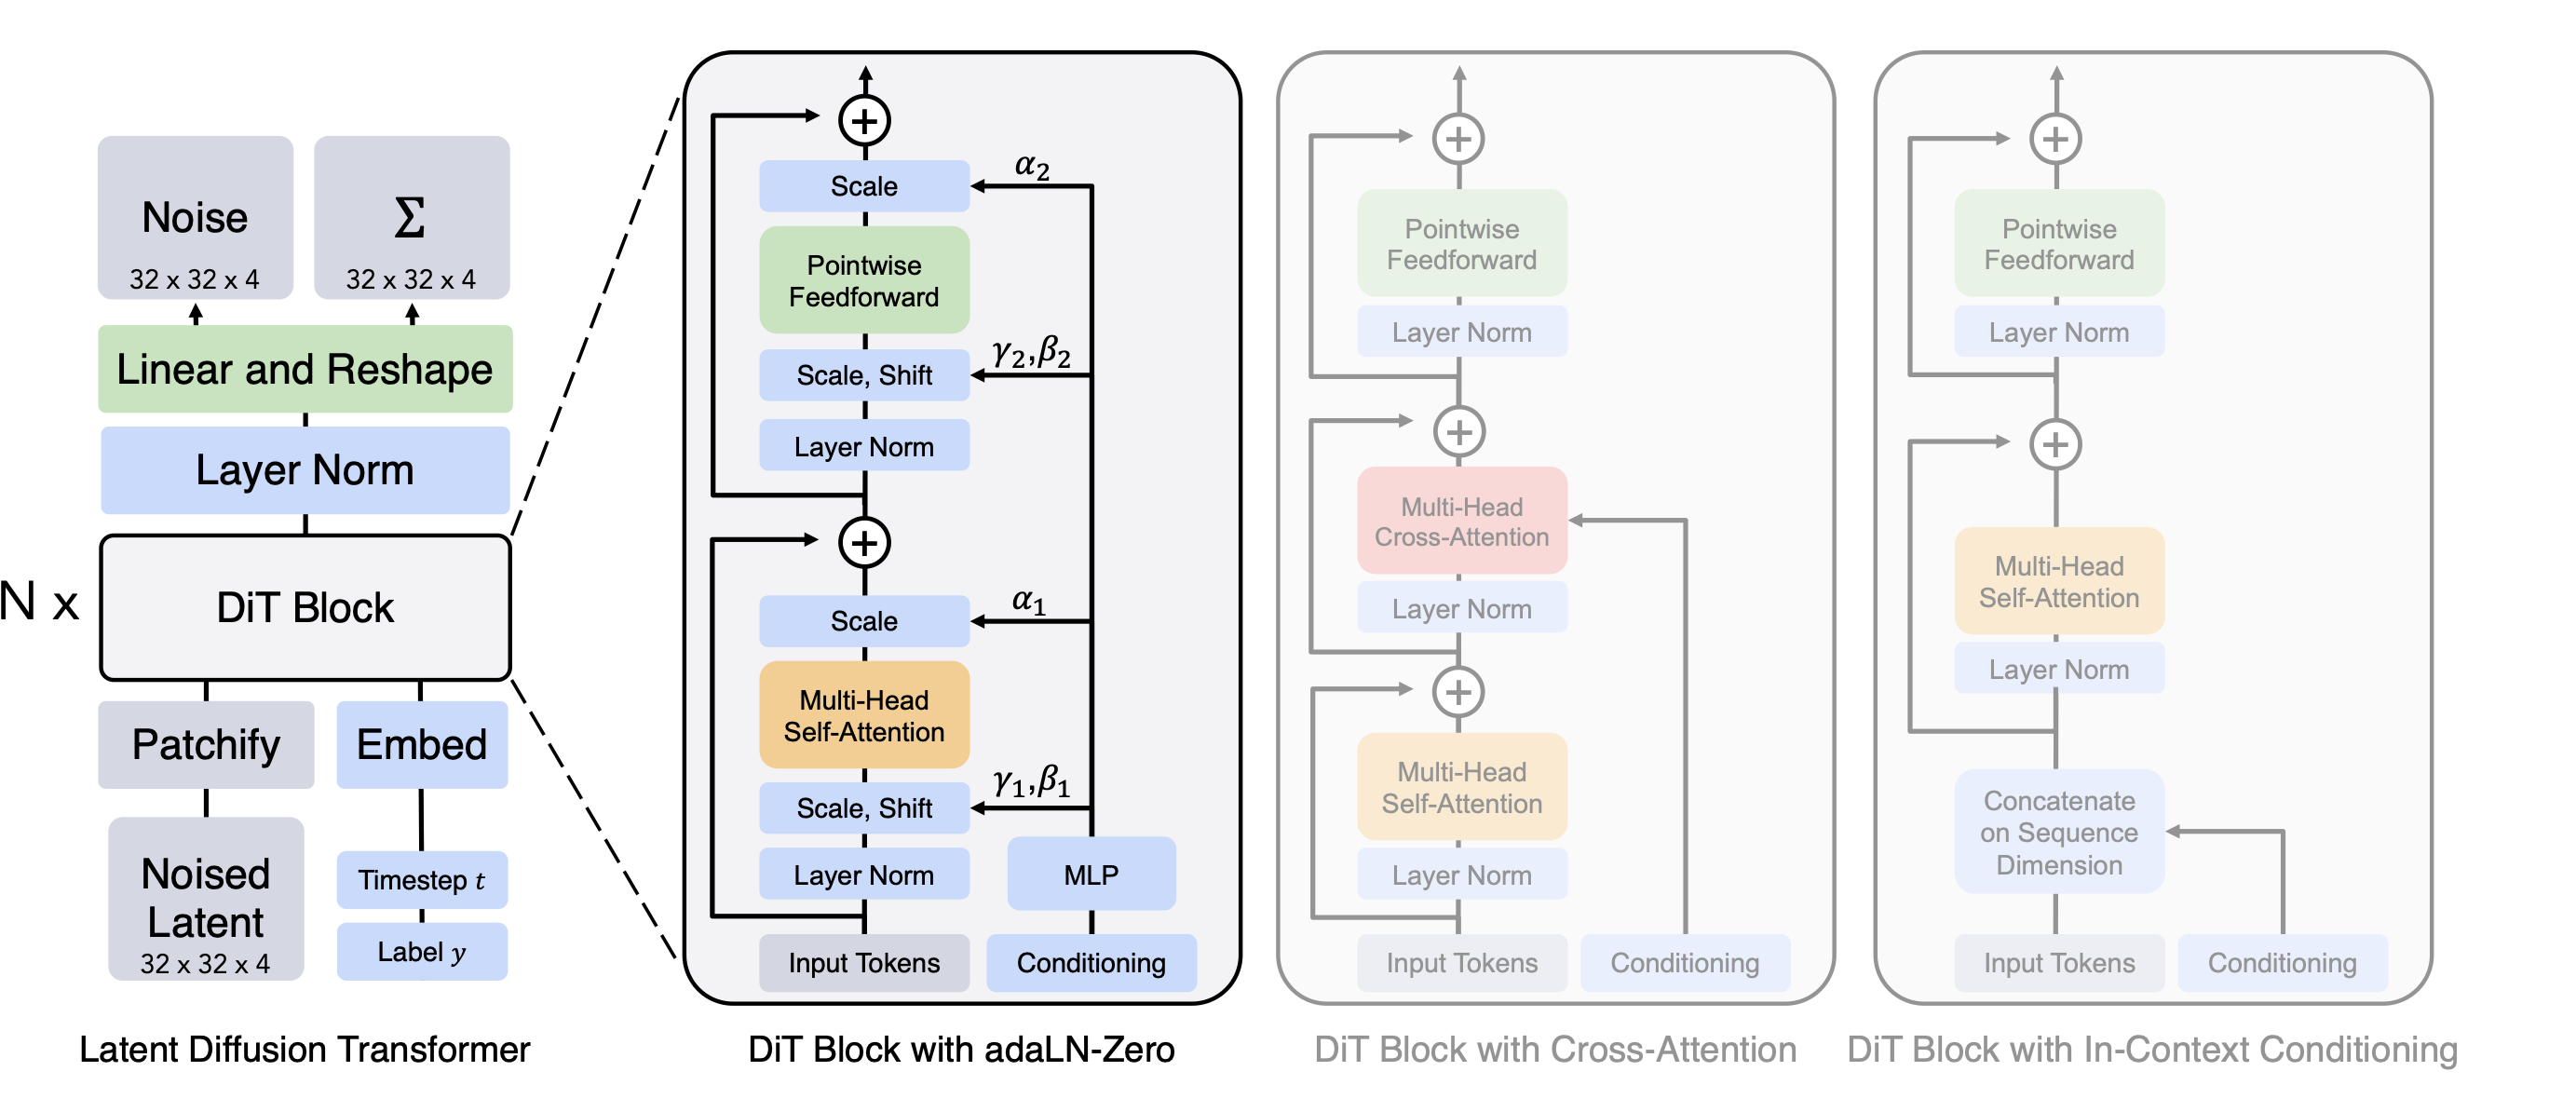 Noise
32 x 32 x 4
Σ
32 x 32 x 4
Linear and Reshape
Layer Norm
N x
DiT Block
Patchify
Embed
Noised
Latent
32 x 32 x 4
Timestep t
Label y
Latent Diffusion Transformer
+
Scale
α₂
Pointwise
Feedforward
Scale, Shift
γ₂,β₂
Layer Norm
+
Scale
α₁
Multi-Head
Self-Attention
Scale, Shift
γ₁,β₁
Layer Norm
MLP
Input Tokens
Conditioning
DiT Block with adaLN-Zero
+
Pointwise
Feedforward
Layer Norm
+
Multi-Head
Cross-Attention
Layer Norm
+
Multi-Head
Self-Attention
Layer Norm
Input Tokens
Conditioning
DiT Block with Cross-Attention
+
Pointwise
Feedforward
Layer Norm
+
Multi-Head
Self-Attention
Layer Norm
Concatenate
on Sequence
Dimension
Input Tokens
Conditioning
DiT Block with In-Context Conditioning